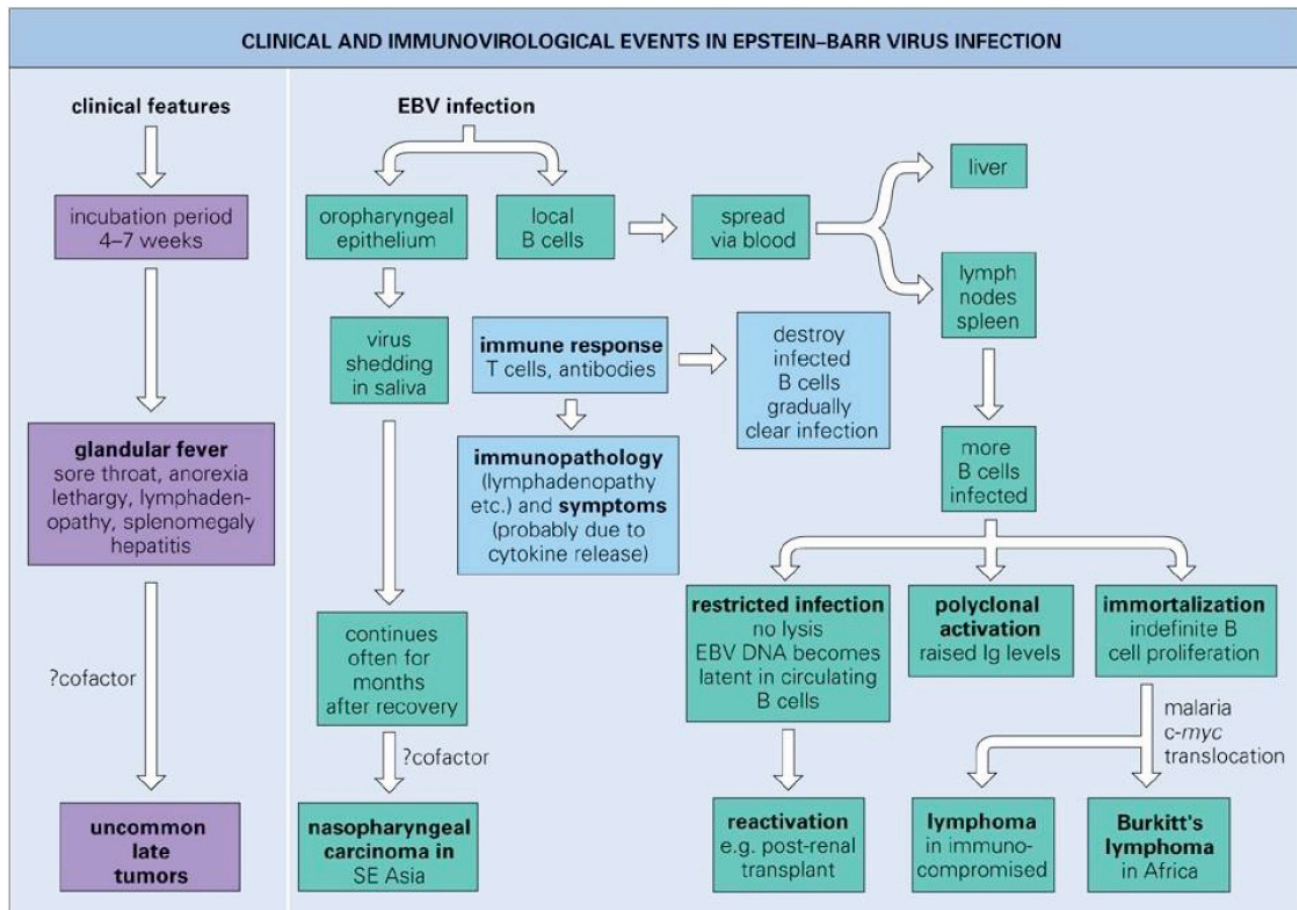 CLINICAL AND IMMUNOVIROLOGICAL EVENTS IN EPSTEIN–BARR VIRUS INFECTION
clinical features
incubation period
4–7 weeks
glandular fever
sore throat, anorexia
lethargy, lymphaden-
opathy, splenomegaly
hepatitis
?cofactor
uncommon
late
tumors
EBV infection
oropharyngeal
epithelium
local
B cells
spread
via blood
liver
lymph
nodes
spleen
virus
shedding
in saliva
immune response
T cells, antibodies
destroy
infected
B cells
gradually
clear infection
immunopathology
(lymphadenopathy
etc.) and symptoms
(probably due to
cytokine release)
more
B cells
infected
continues
often for
months
after recovery
?cofactor
nasopharyngeal
carcinoma in
SE Asia
restricted infection
no lysis
EBV DNA becomes
latent in circulating
B cells
polyclonal
activation
raised Ig levels
immortalization
indefinite B
cell proliferation
malaria
c-myc
translocation
reactivation
e.g. post-renal
transplant
lymphoma
in immuno-
compromised
Burkitt's
lymphoma
in Africa